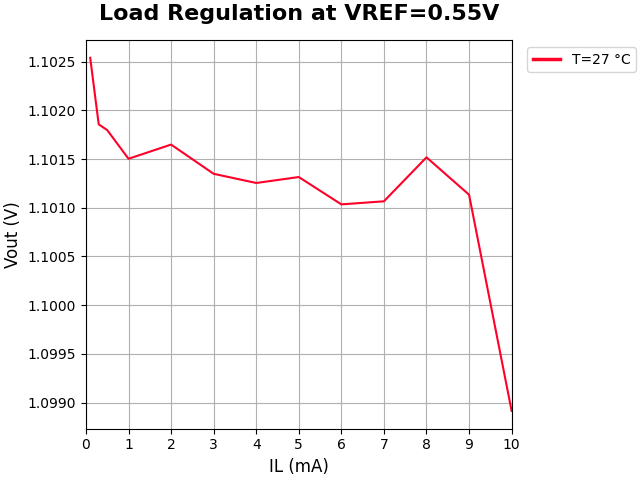 Load Regulation at VREF=0.55V
T=27 °C
Vout (V)
1.1025
1.1020
1.1015
1.1010
1.1005
1.1000
1.0995
1.0990
0 1 2 3 4 5 6 7 8 9 10
IL (mA)